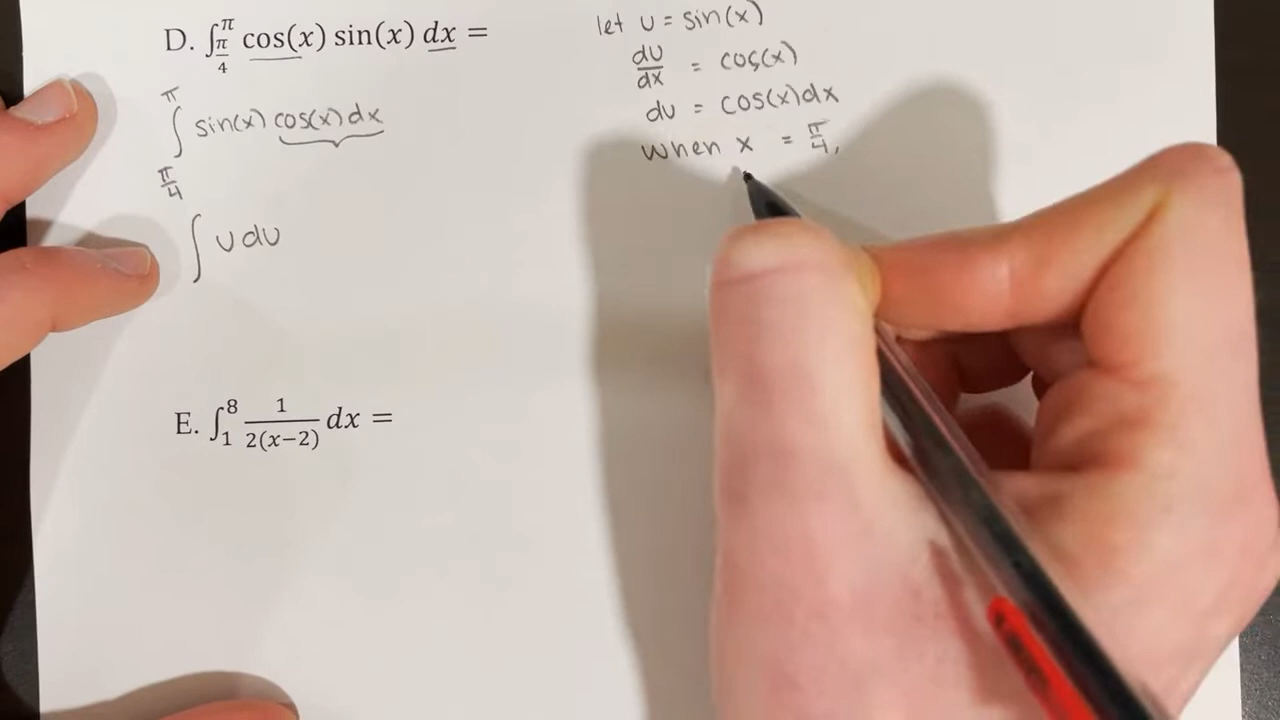 D. ∫_{π/4}^{π} cos(x) sin(x) dx =
∫_{π/4}^{π} sin(x) cos(x) dx
∫ u du
let u = sin(x)
du/dx = cos(x)
du = cos(x)dx
when x = π/4,
E. ∫_{1}^{8} 1/(2(x−2)) dx =